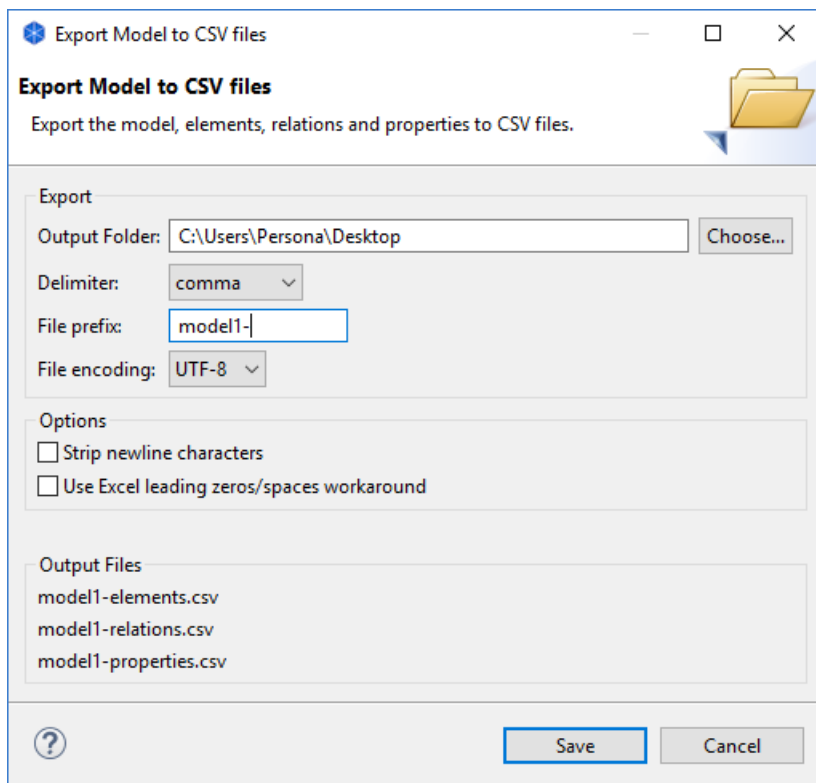 Export Model to CSV files
Export Model to CSV files
Export the model, elements, relations and properties to CSV files.
Export
Output Folder: C:\Users\Persona\Desktop Choose...
Delimiter: comma
File prefix: model1-
File encoding: UTF-8
Options
Strip newline characters
Use Excel leading zeros/spaces workaround
Output Files
model1-elements.csv
model1-relations.csv
model1-properties.csv
? Save Cancel